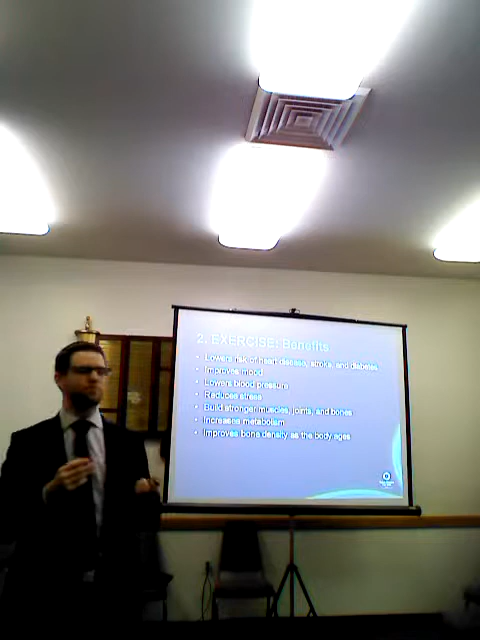 2. EXERCISE: Benefits
• Lowers risk of heart disease, stroke, and diabetes
• Improves mood
• Lowers blood pressure
• Reduces stress
• Build stronger muscles, joints, and bones
• Increases metabolism
• Improves bone density as the body ages